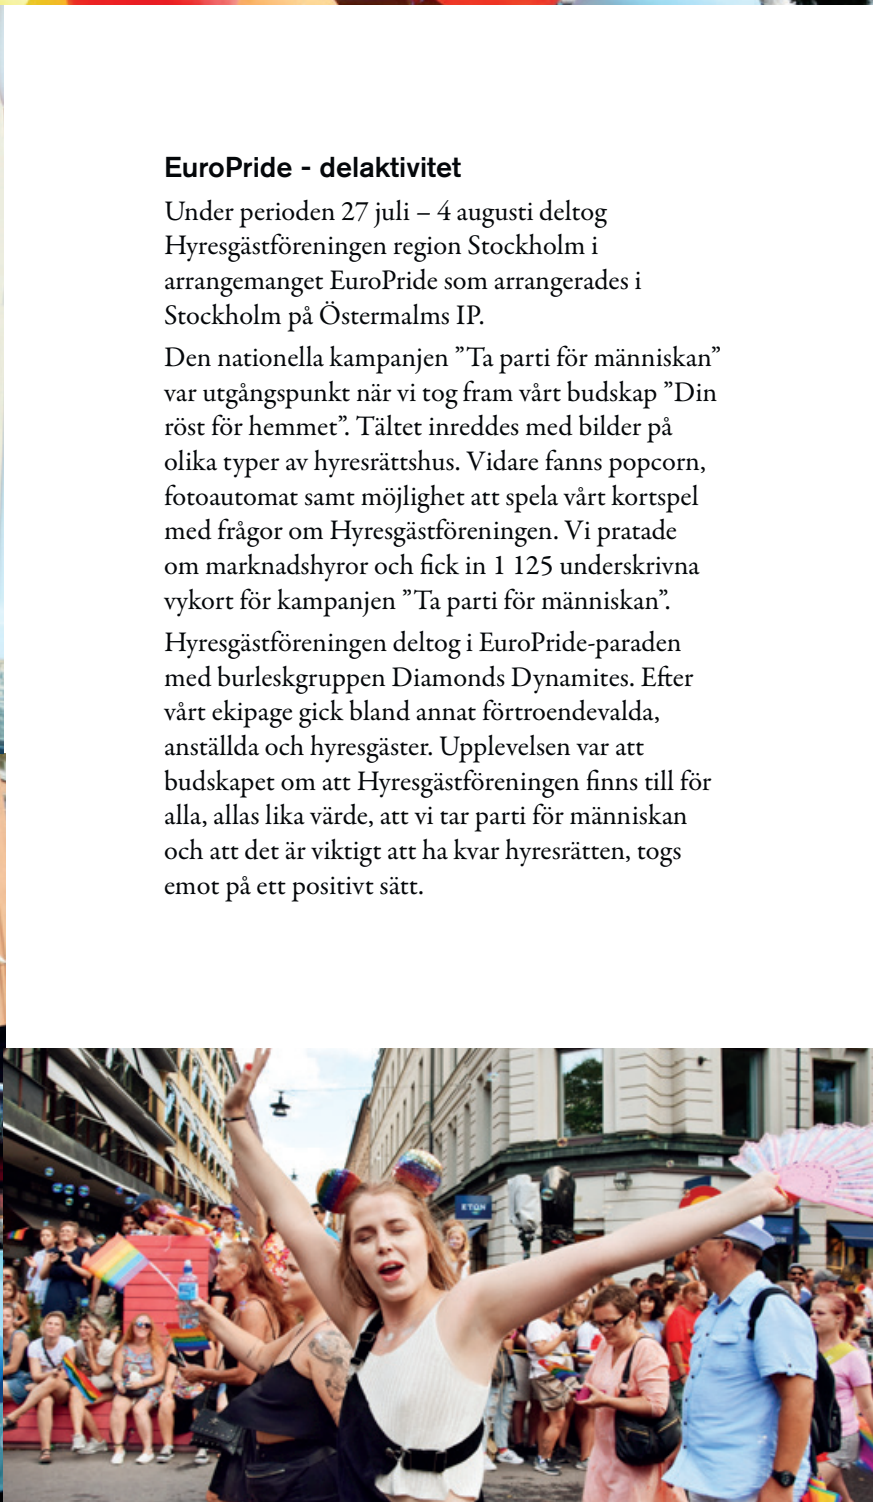 EuroPride - delaktivitet
Under perioden 27 juli – 4 augusti deltog
Hyresgästföreningen region Stockholm i
arrangemanget EuroPride som arrangerades i
Stockholm på Östermalms IP.
Den nationella kampanjen ”Ta parti för människan”
var utgångspunkt när vi tog fram vårt budskap ”Din
röst för hemmet”. Tältet inreddes med bilder på
olika typer av hyresrättshus. Vidare fanns popcorn,
fotoautomat samt möjlighet att spela vårt kortspel
med frågor om Hyresgästföreningen. Vi pratade
om marknadshyror och fick in 1 125 underskrivna
vykort för kampanjen ”Ta parti för människan”.
Hyresgästföreningen deltog i EuroPride-paraden
med burleskgruppen Diamonds Dynamites. Efter
vårt ekipage gick bland annat förtroendevalda,
anställda och hyresgäster. Upplevelsen var att
budskapet om att Hyresgästföreningen finns till för
alla, allas lika värde, att vi tar parti för människan
och att det är viktigt att ha kvar hyresrätten, togs
emot på ett positivt sätt.
ETON